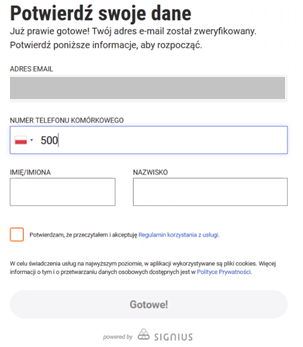 Potwierdź swoje dane
Już prawie gotowe! Twój adres e-mail został zweryfikowany.
Potwierdź poniższe informacje, aby rozpocząć.
ADRES EMAIL
NUMER TELEFONU KOMÓRKOWEGO
500
IMIĘ/IMIONA NAZWISKO
Potwierdzam, że przeczytałem i akceptuję Regulamin korzystania z usługi.
W celu świadczenia usług na najwyższym poziomie, w aplikacji wykorzystywane są pliki cookies. Więcej
informacji o tym i o przetwarzaniu danych osobowych dostępnych jest w Polityce Prywatności.
Gotowe!
powered by SIGNIUS